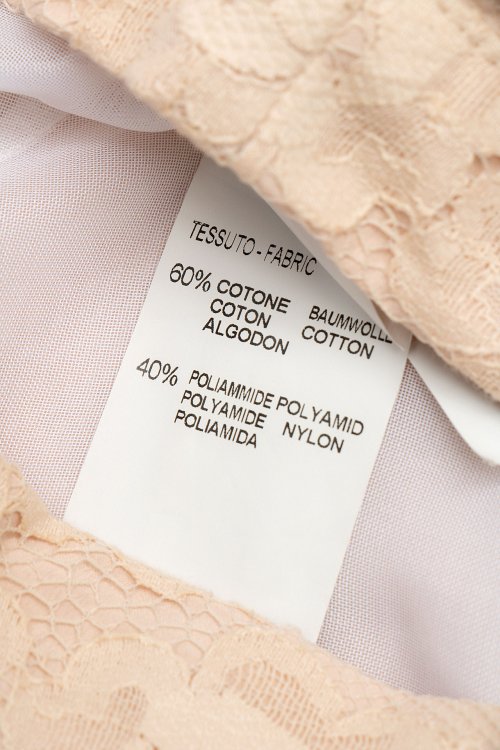 TESSUTO - FABRIC
60% COTONE BAUMWOLLE
COTON COTTON
ALGODON
40% POLIAMMIDE POLYAMID
POLYAMIDE NYLON
POLIAMIDA